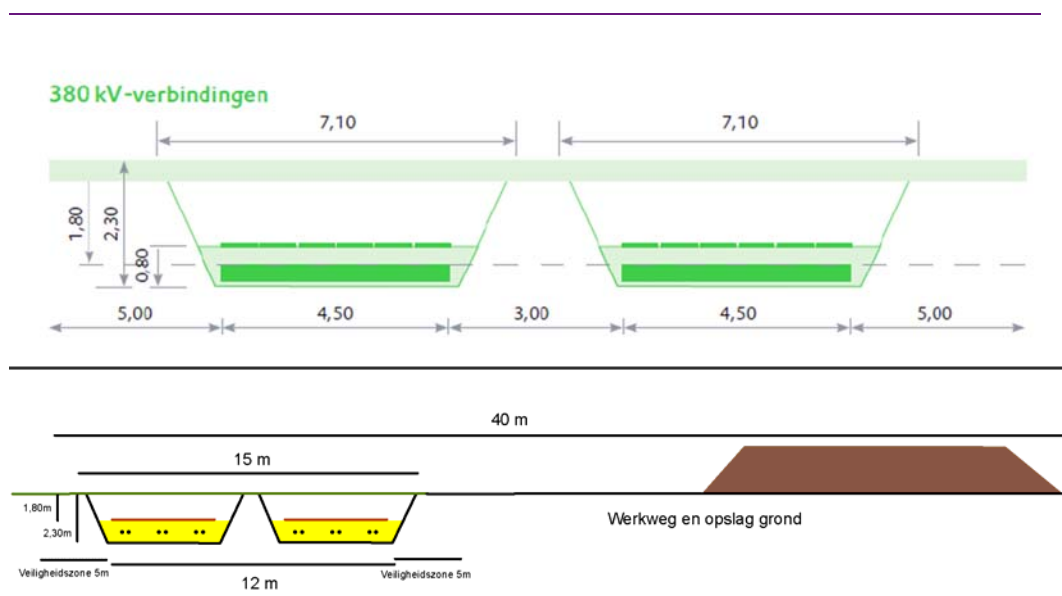 380 kV-verbindingen
7,10
7,10
1,80
2,30
0,80
5,00
4,50
3,00
4,50
5,00
40 m
15 m
1,80m
2,30m
Werkweg en opslag grond
Veiligheidszone 5m
12 m
Veiligheidszone 5m